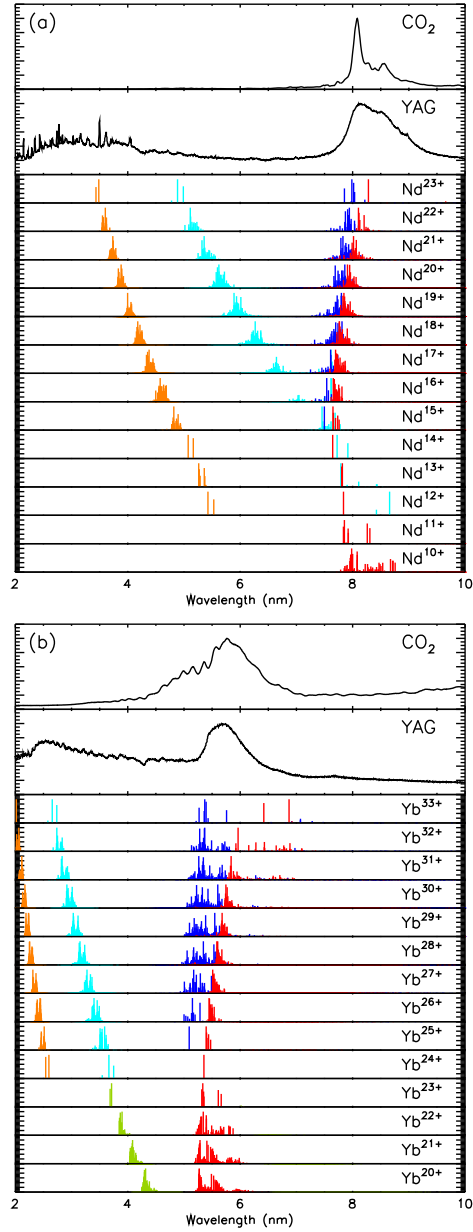 (a) CO₂
YAG
Nd²³⁺
Nd²²⁺
Nd²¹⁺
Nd²⁰⁺
Nd¹⁹⁺
Nd¹⁸⁺
Nd¹⁷⁺
Nd¹⁶⁺
Nd¹⁵⁺
Nd¹⁴⁺
Nd¹³⁺
Nd¹²⁺
Nd¹¹⁺
Nd¹⁰⁺
2 4 6 8 10
Wavelength (nm)
(b) CO₂
YAG
Yb³³⁺
Yb³²⁺
Yb³¹⁺
Yb³⁰⁺
Yb²⁹⁺
Yb²⁸⁺
Yb²⁷⁺
Yb²⁶⁺
Yb²⁵⁺
Yb²⁴⁺
Yb²³⁺
Yb²²⁺
Yb²¹⁺
Yb²⁰⁺
2 4 6 8 10
Wavelength (nm)